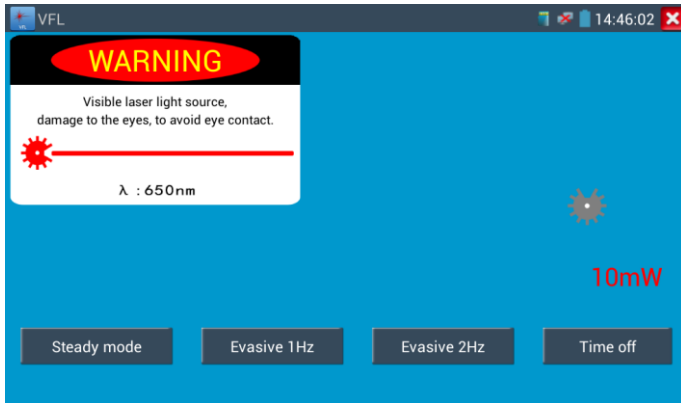 VFL
14:46:02
WARNING
Visible laser light source,
damage to the eyes, to avoid eye contact.
λ :650nm
10mW
Steady mode
Evasive 1Hz
Evasive 2Hz
Time off